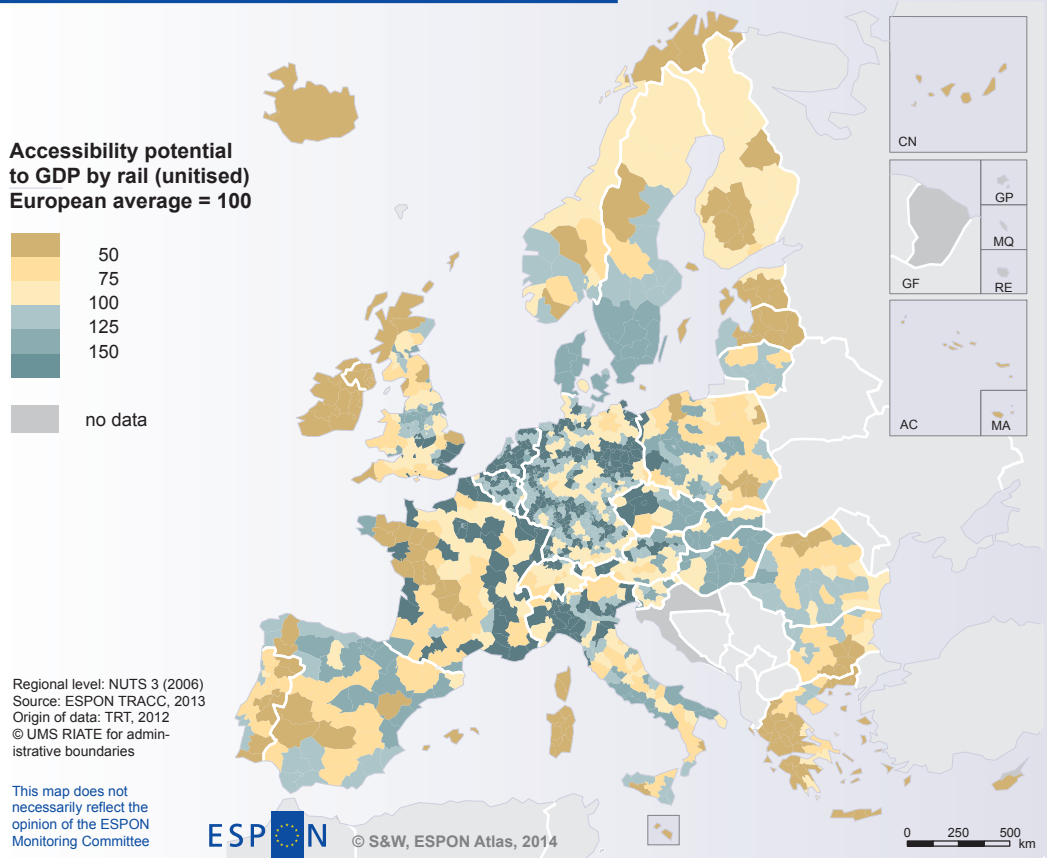 Accessibility potential
to GDP by rail (unitised)
European average = 100
50
75
100
125
150
no data
CN
GP
MQ
GF
RE
AC
MA
Regional level: NUTS 3 (2006)
Source: ESPON TRACC, 2013
Origin of data: TRT, 2012
© UMS RIATE for admin-
istrative boundaries
This map does not
necessarily reflect the
opinion of the ESPON
Monitoring Committee
ESPON
© S&W, ESPON Atlas, 2014
0 250 500
km